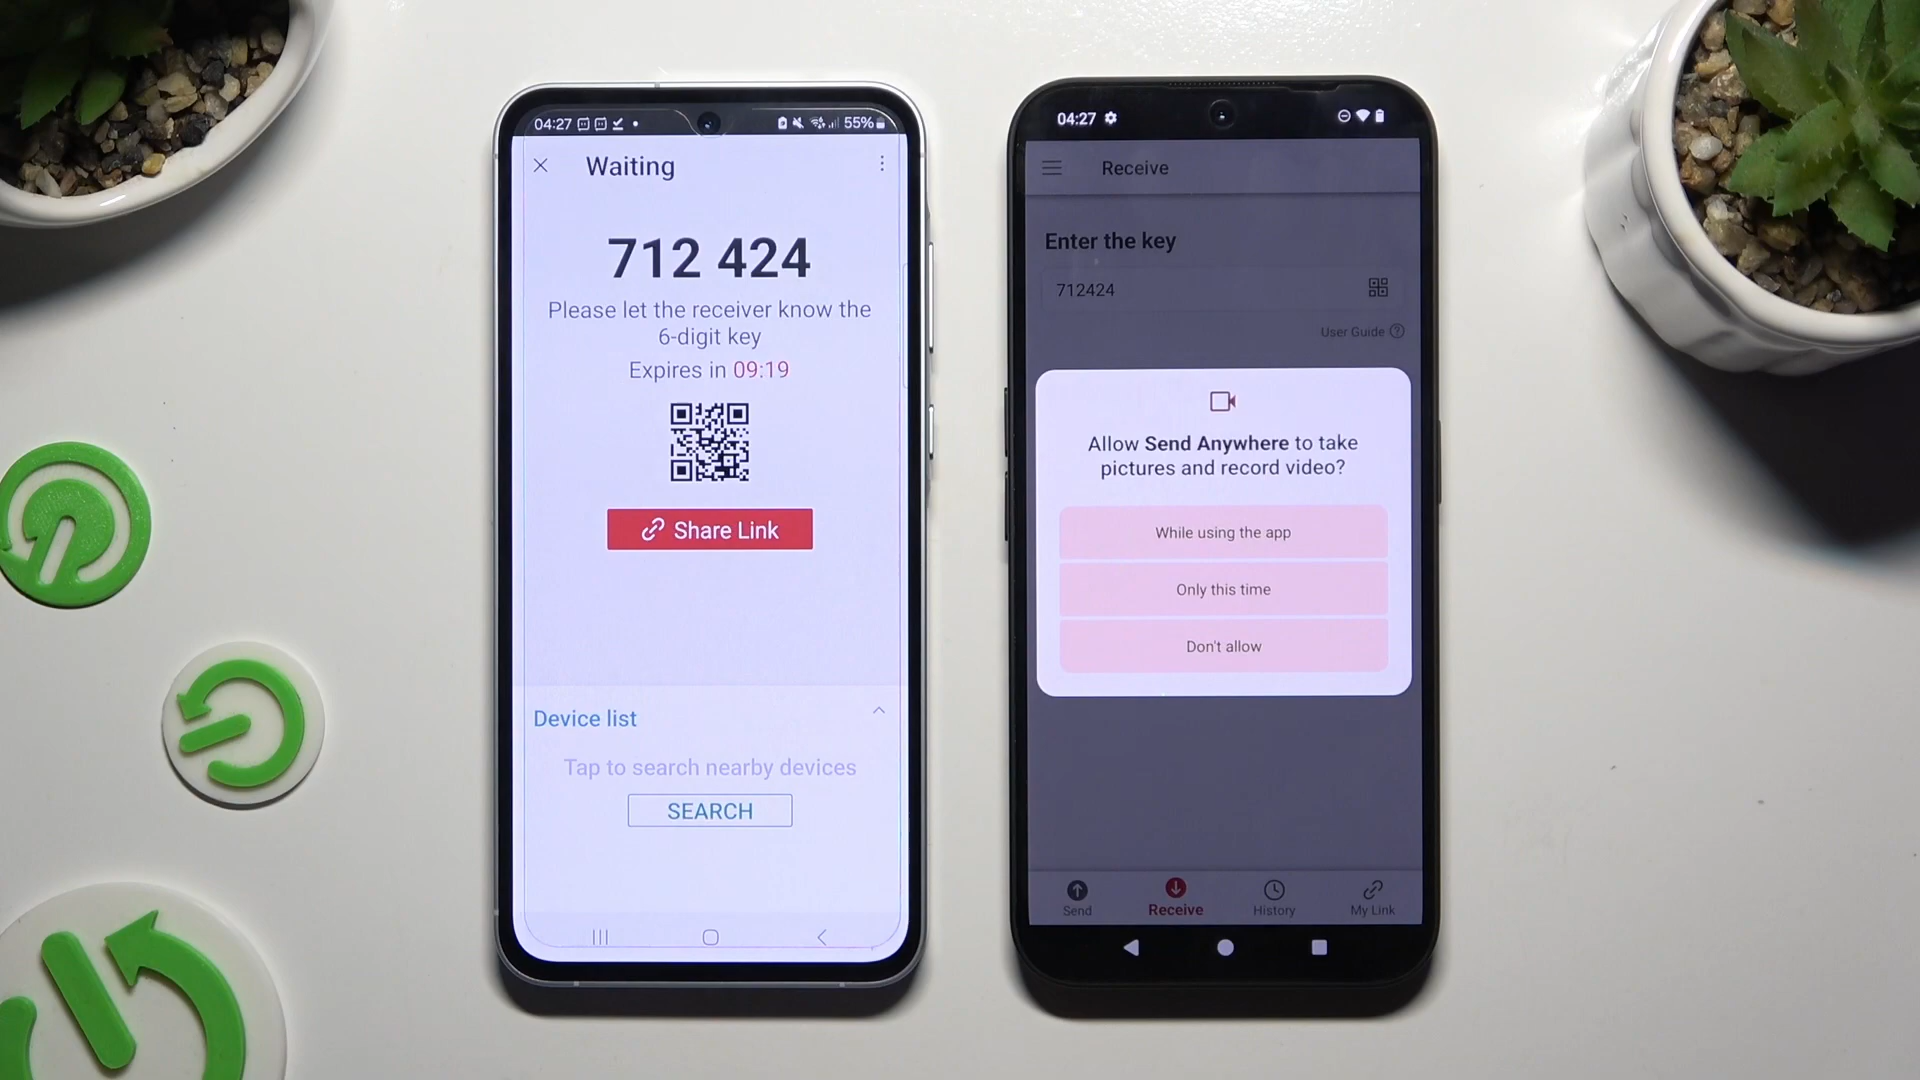 04:27
55%
Waiting
712 424
Please let the receiver know the
6-digit key
Expires in 09:19
Share Link
Device list
Tap to search nearby devices
SEARCH
04:27
Receive
Enter the key
712424
User Guide
Allow Send Anywhere to take
pictures and record video?
While using the app
Only this time
Don't allow
Send
Receive
History
My Link